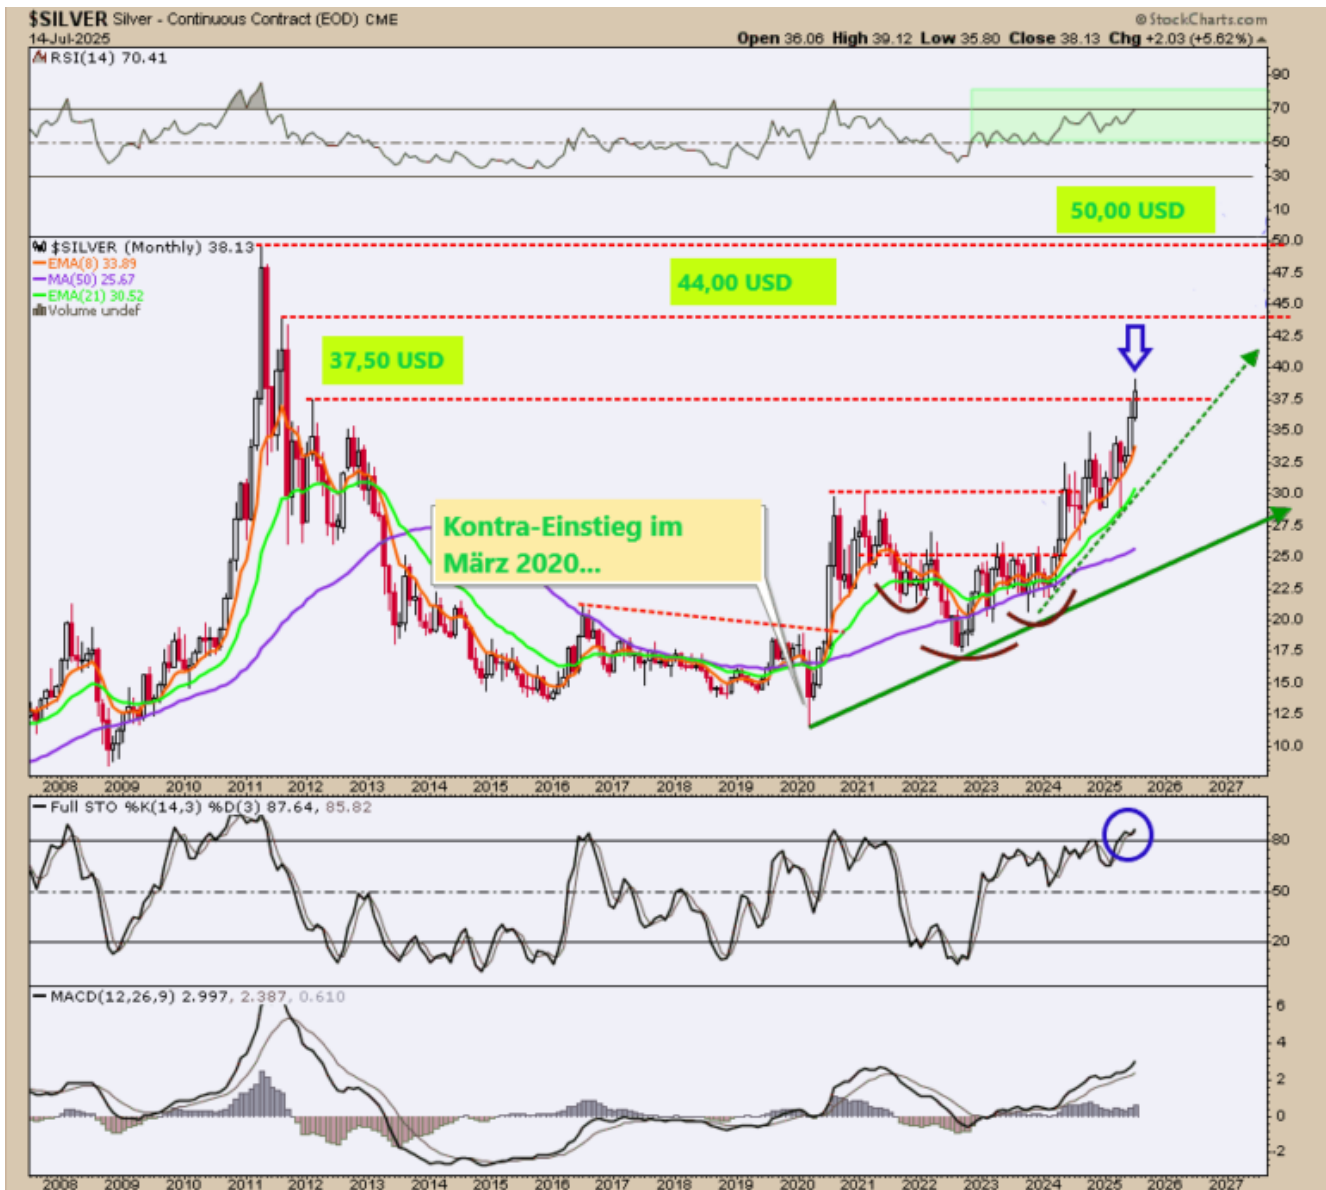 $SILVER Silver - Continuous Contract (EOD) CME
© StockCharts.com
14-Jul-2025
Open 36.06 High 39.12 Low 35.80 Close 38.13 Chg +2.03 (+5.62%)
RSI(14) 70.41
90
70
50
30
10
50,00 USD
$SILVER (Monthly) 38.13
EMA(8) 33.89
MA(50) 25.67
EMA(21) 30.52
Volume undef
44,00 USD
37,50 USD
Kontra-Einstieg im
März 2020...
50.0
47.5
45.0
42.5
40.0
37.5
35.0
32.5
30.0
27.5
25.0
22.5
20.0
17.5
15.0
12.5
10.0
2008 2009 2010 2011 2012 2013 2014 2015 2016 2017 2018 2019 2020 2021 2022 2023 2024 2025 2026 2027
Full STO %K(14,3) %D(3) 87.64, 85.82
80
50
20
MACD(12,26,9) 2.997, 2.387, 0.610
6
4
2
0
-2
2008 2009 2010 2011 2012 2013 2014 2015 2016 2017 2018 2019 2020 2021 2022 2023 2024 2025 2026 2027